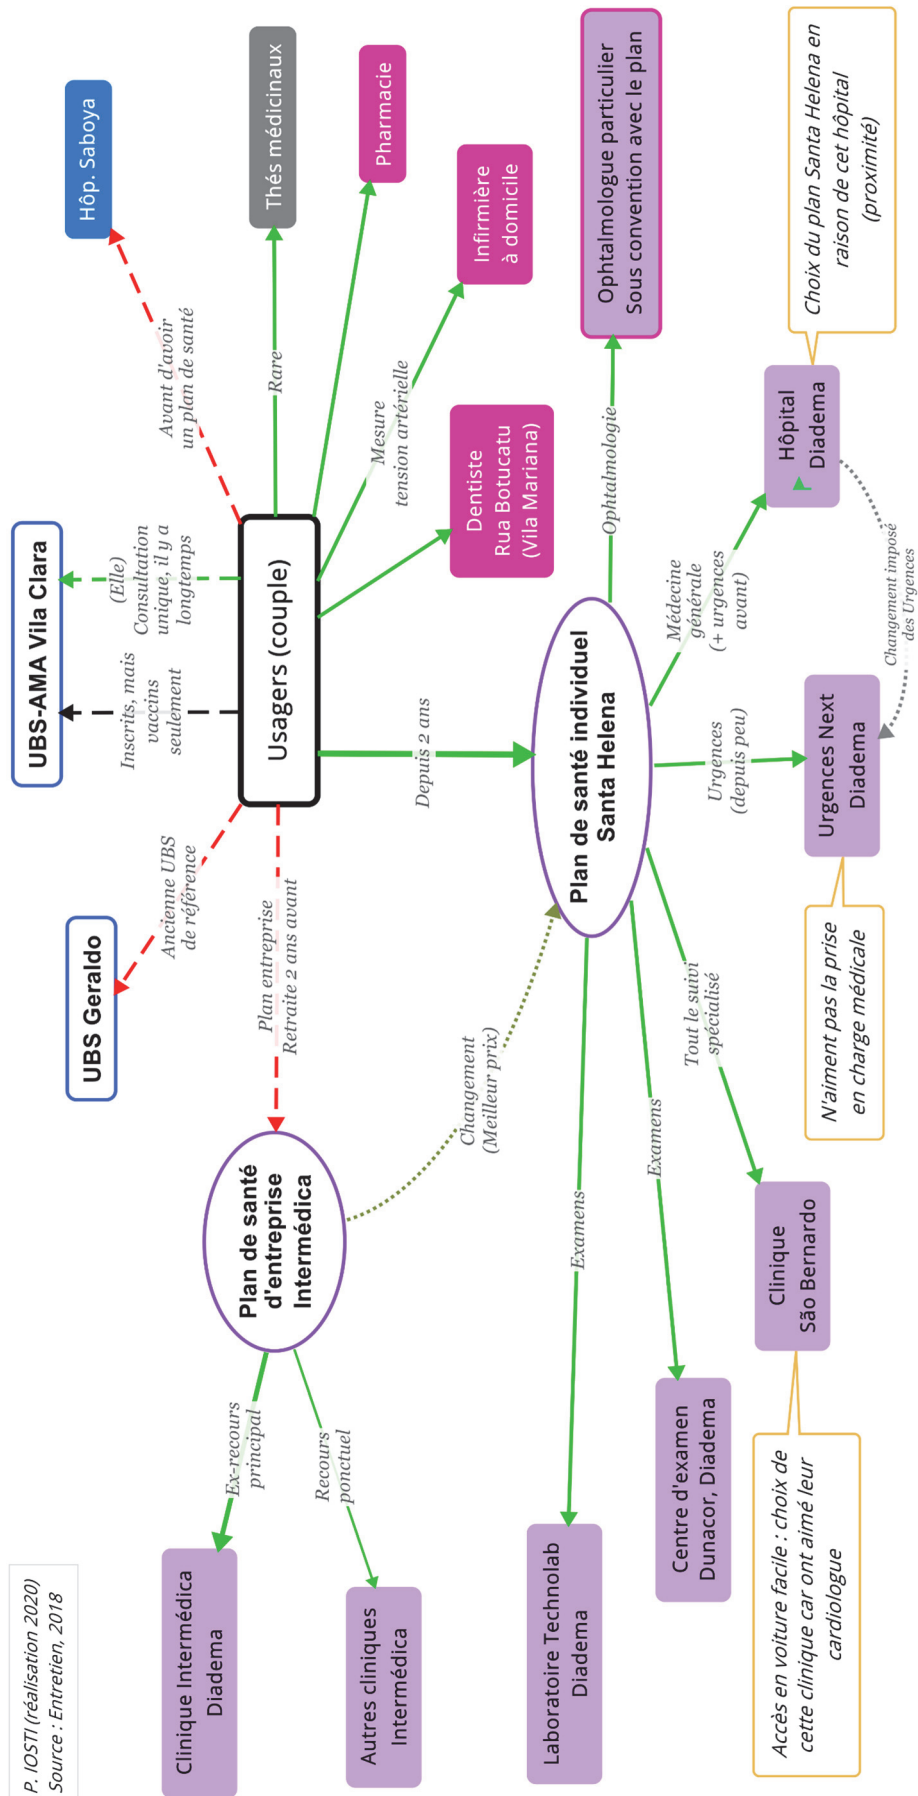 P. IOSTI (réalisation 2020)
Source : Entretien, 2018
UBS Geraldo
UBS-AMA Vila Clara
Hôp. Saboya
Ancienne UBS
de référence
Inscrits, mais
vaccins
seulement
(Elle)
Consultation
unique, il y a
longtemps
Avant d'avoir
un plan de santé
Clinique Intermédica
Diadema
Ex-recours
principal
Plan de santé
d'entreprise
Intermédica
Plan entreprise
Retraite 2 ans avant
Usagers (couple)
Rare
Thés médicinaux
Pharmacie
Autres cliniques
Intermédica
Recours
ponctuel
Mesure
tension artérielle
Infirmière
à domicile
Changement
(Meilleur prix)
Depuis 2 ans
Dentiste
Rua Botucatu
(Vila Mariana)
Laboratoire Technolab
Diadema
Examens
Plan de santé individuel
Santa Helena
Ophtalmologie
Ophtalmologue particulier
Sous convention avec le plan
Centre d'examen
Dunacor, Diadema
Examens
Tout le suivi
spécialisé
Urgences
(depuis peu)
Médecine
générale
(+ urgences
avant)
Clinique
São Bernardo
Urgences Next
Diadema
Hôpital
Diadema
Accès en voiture facile : choix de
cette clinique car ont aimé leur
cardiologue
N'aiment pas la prise
en charge médicale
Changement imposé
des Urgences
Choix du plan Santa Helena en
raison de cet hôpital
(proximité)